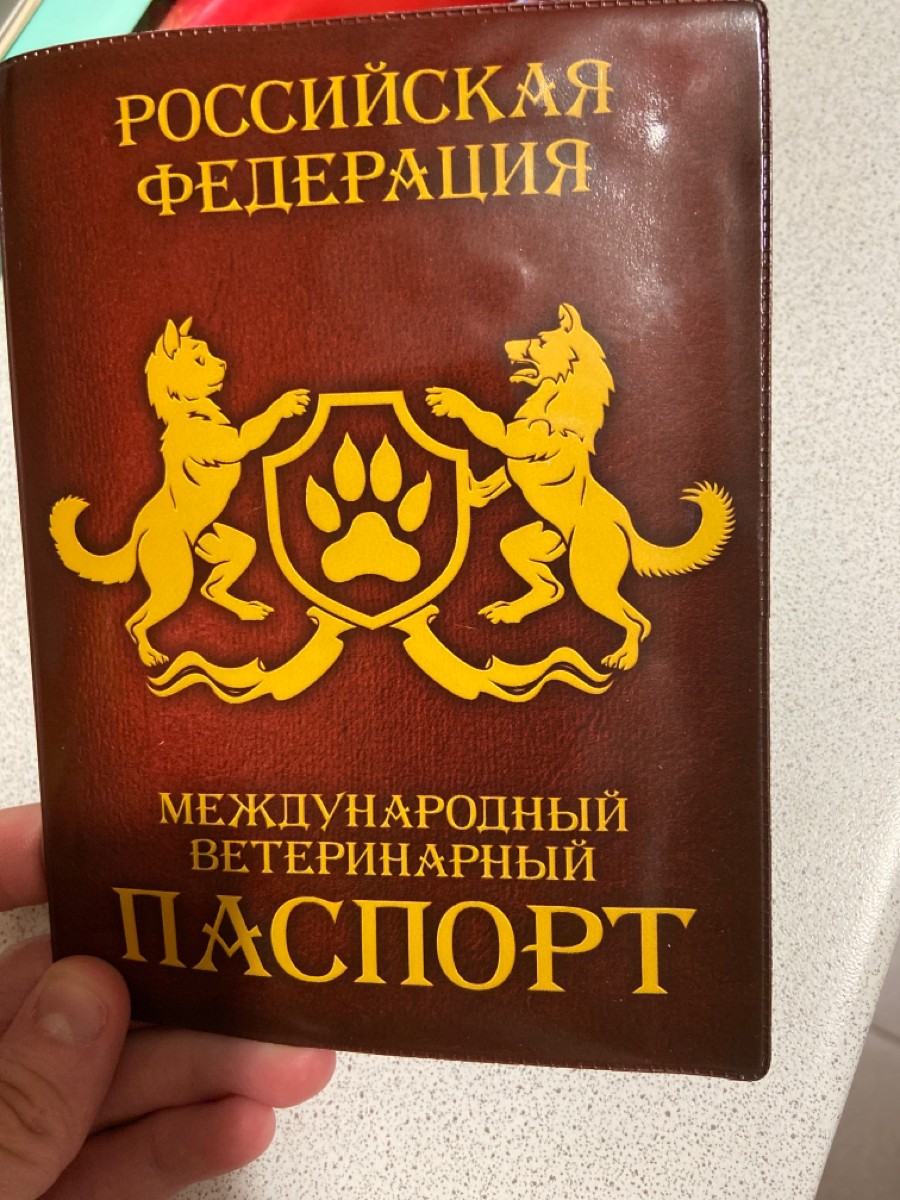 РОССИЙСКАЯ
ФЕДЕРАЦИЯ
МЕЖДУНАРОДНЫЙ
ВЕТЕРИНАРНЫЙ
ПАСПОРТ